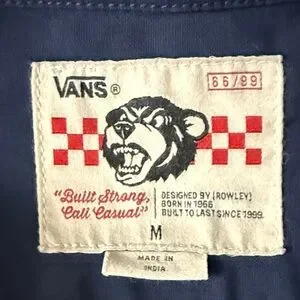 VANS®
66/99
"Built Strong,
Call Casual"
DESIGNED BY [ROWLEY]
BORN IN 1966
BUILT TO LAST SINCE 1999.
M
MADE IN
INDIA